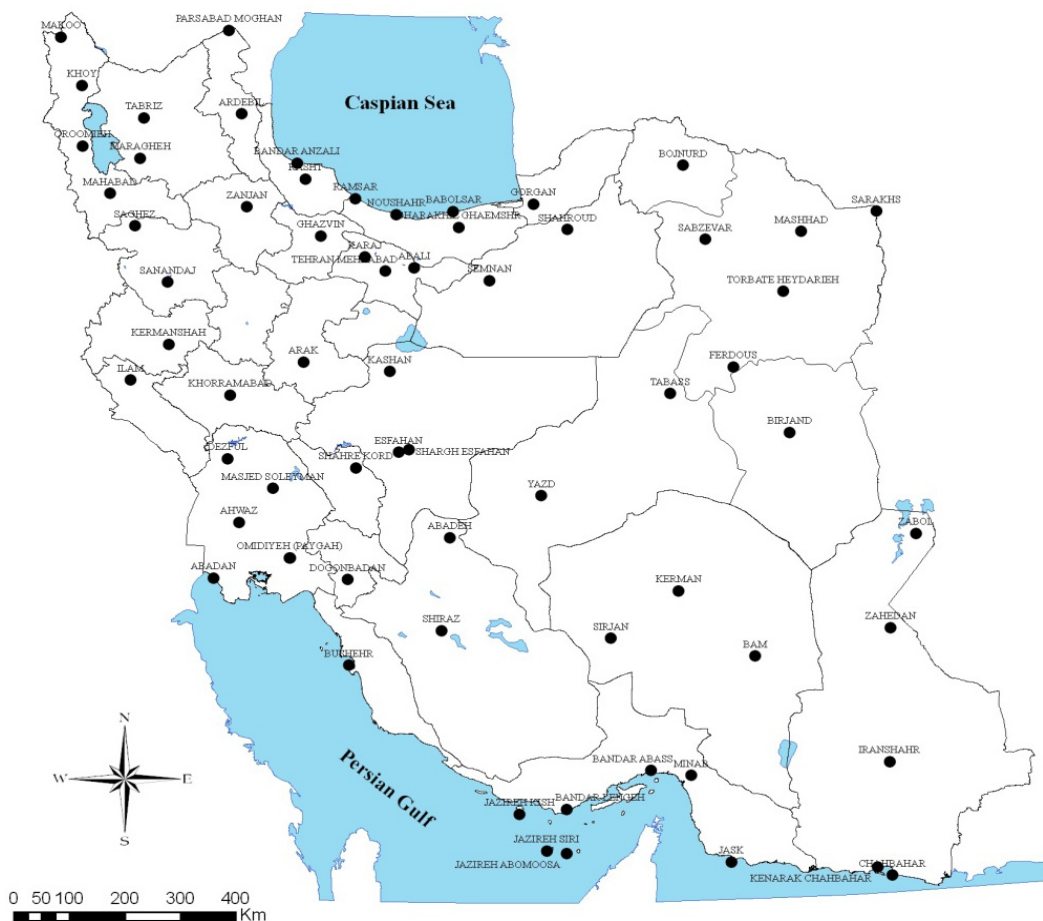 PARSABAD MOGHAN
MAKOO
KHOY
TABRIZ
ARDEBIL
Caspian Sea
OROOMIEH
MARAGHEH
BANDAR ANZALI
RASHT
BOJNURD
MAHABAD
ZANJAN
RAMSAR
NOUSHAHR
BABOLSAR
GORGAN
SARAKHS
SAGHEZ
GHARAKHIL GHAEMSHR
SHAHROUD
MASHHAD
GHAZVIN
SABZEVAR
KARAJ
TEHRAN MEHRABAD
ABALI
SEMNAN
SANANDAJ
TORBATE HEYDARIEH
KERMANSHAH
ARAK
KASHAN
FERDOUS
ILAM
KHORRAMABAD
TABASS
BIRJAND
DEZFUL
SHAHRE KORD
ESFAHAN
SHARGH ESFAHAN
MASJED SOLEYMAN
YAZD
AHWAZ
ABADEH
ZABOL
OMIDIYEH (PAYGAH)
ABADAN
DOGONBADAN
KERMAN
SHIRAZ
SIRJAN
ZAHEDAN
BAM
BUSHEHR
N
W
E
S
Persian Gulf
BANDAR ABASS
MINAB
IRANSHAHR
JAZIREH KISH
BANDAR LENGEH
JAZIREH SIRI
JAZIREH ABOMOOSA
JASK
CHAHBAHAR
KENARAK CHAHBAHAR
0 50 100 200 300 400
Km